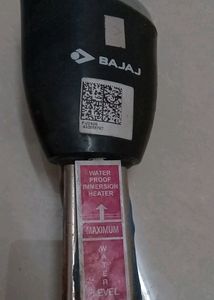 BAJAJ
WATER
PROOF
IMMERSION
HEATER
MAXIMUM
WATER
LEVEL